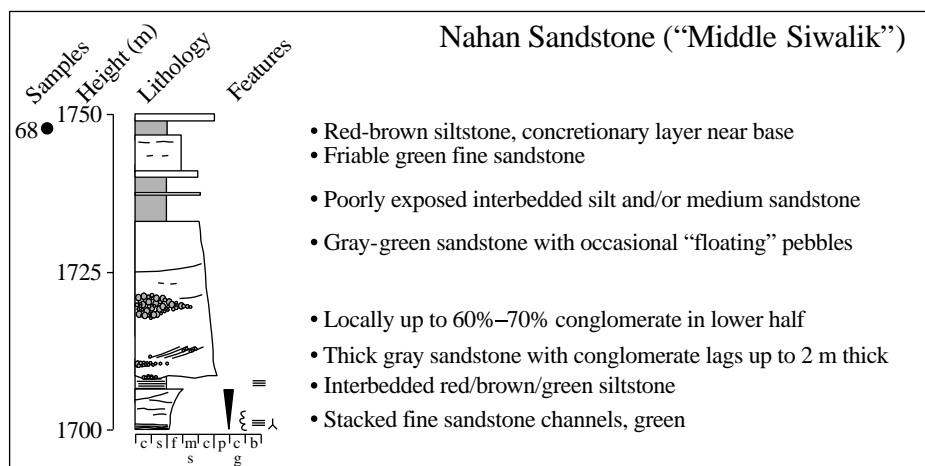 Nahan Sandstone (“Middle Siwalik”)
Samples
Height (m)
Lithology
Features
1750
68
• Red-brown siltstone, concretionary layer near base
• Friable green fine sandstone
• Poorly exposed interbedded silt and/or medium sandstone
• Gray-green sandstone with occasional “floating” pebbles
1725
• Locally up to 60%–70% conglomerate in lower half
• Thick gray sandstone with conglomerate lags up to 2 m thick
• Interbedded red/brown/green siltstone
• Stacked fine sandstone channels, green
1700
c s f m c p c b
s g